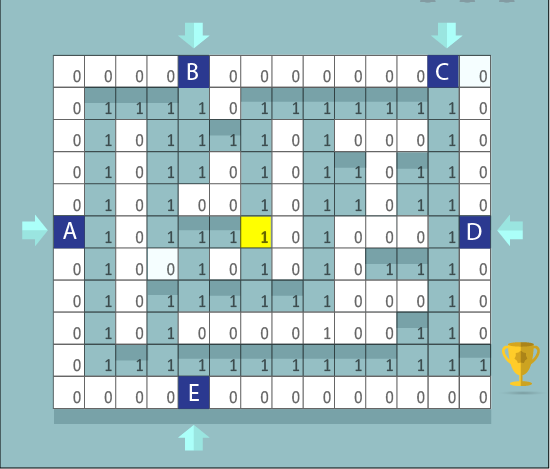 0 0 0 0 B 0 0 0 0 0 0 0 C 0
0 1 1 1 1 0 1 1 1 1 1 1 1 0
0 1 0 1 1 1 1 0 1 0 0 0 1 0
0 1 0 1 1 0 1 0 1 1 0 1 1 0
0 1 0 1 0 0 1 0 1 1 0 1 1 0
A 1 0 1 1 1 1 0 1 0 0 0 1 D
0 1 0 0 1 0 1 0 1 0 1 1 1 0
0 1 0 1 1 1 1 1 1 0 0 0 1 0
0 1 0 1 0 0 0 0 1 0 0 1 1 0
0 1 1 1 1 1 1 1 1 1 1 1 1 1
0 0 0 0 E 0 0 0 0 0 0 0 0 0